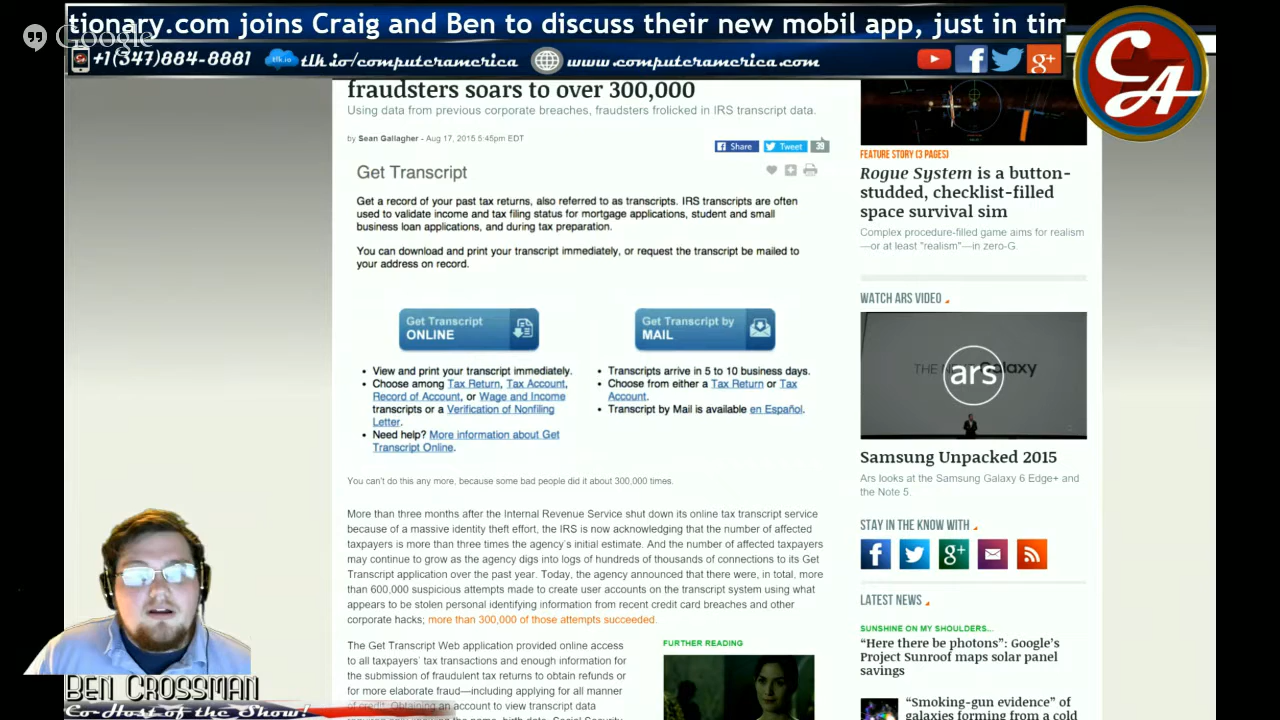 tionary.com joins Craig and Ben to discuss their new mobil app, just in tim
Google
+1(347)884-8881 tlk.io tlk.io/computeramerica www.computeramerica.com
CA
fraudsters soars to over 300,000
Using data from previous corporate breaches, fraudsters frolicked in IRS transcript data.
by Sean Gallagher - Aug 17, 2015 5:45pm EDT
Share Tweet 39
Get Transcript
Get a record of your past tax returns, also referred to as transcripts. IRS transcripts are often
used to validate income and tax filing status for mortgage applications, student and small
business loan applications, and during tax preparation.
You can download and print your transcript immediately, or request the transcript be mailed to
your address on record.
Get Transcript
ONLINE
View and print your transcript immediately.
Choose among Tax Return, Tax Account,
Record of Account, or Wage and Income
transcripts or a Verification of Nonfiling
Letter.
Need help? More information about Get
Transcript Online.
Get Transcript by
MAIL
Transcripts arrive in 5 to 10 business days.
Choose from either a Tax Return or Tax
Account.
Transcript by Mail is available en Español.
You can't do this any more, because some bad people did it about 300,000 times.
More than three months after the Internal Revenue Service shut down its online tax transcript service
because of a massive identity theft effort, the IRS is now acknowledging that the number of affected
taxpayers is more than three times the agency's initial estimate. And the number of affected taxpayers
may continue to grow as the agency digs into logs of hundreds of thousands of connections to its Get
Transcript application over the past year. Today, the agency announced that there were, in total, more
than 600,000 suspicious attempts made to create user accounts on the transcript system using what
appears to be stolen personal identifying information from recent credit card breaches and other
corporate hacks; more than 300,000 of those attempts succeeded.
The Get Transcript Web application provided online access
to all taxpayers' tax transactions and enough information for
the submission of fraudulent tax returns to obtain refunds or
for more elaborate fraud—including applying for all manner
of credit. Obtaining an account to view transcript data
FURTHER READING
FEATURE STORY (3 PAGES)
Rogue System is a button-
studded, checklist-filled
space survival sim
Complex procedure-filled game aims for realism
—or at least "realism"—in zero-G.
WATCH ARS VIDEO
THE Galaxy
ars
Samsung Unpacked 2015
Ars looks at the Samsung Galaxy 6 Edge+ and
the Note 5.
STAY IN THE KNOW WITH
LATEST NEWS
SUNSHINE ON MY SHOULDERS...
“Here there be photons”: Google’s
Project Sunroof maps solar panel
savings
“Smoking-gun evidence” of
galaxies forming from a cold
BEN CROSSMAN
Co-Host of the Show!